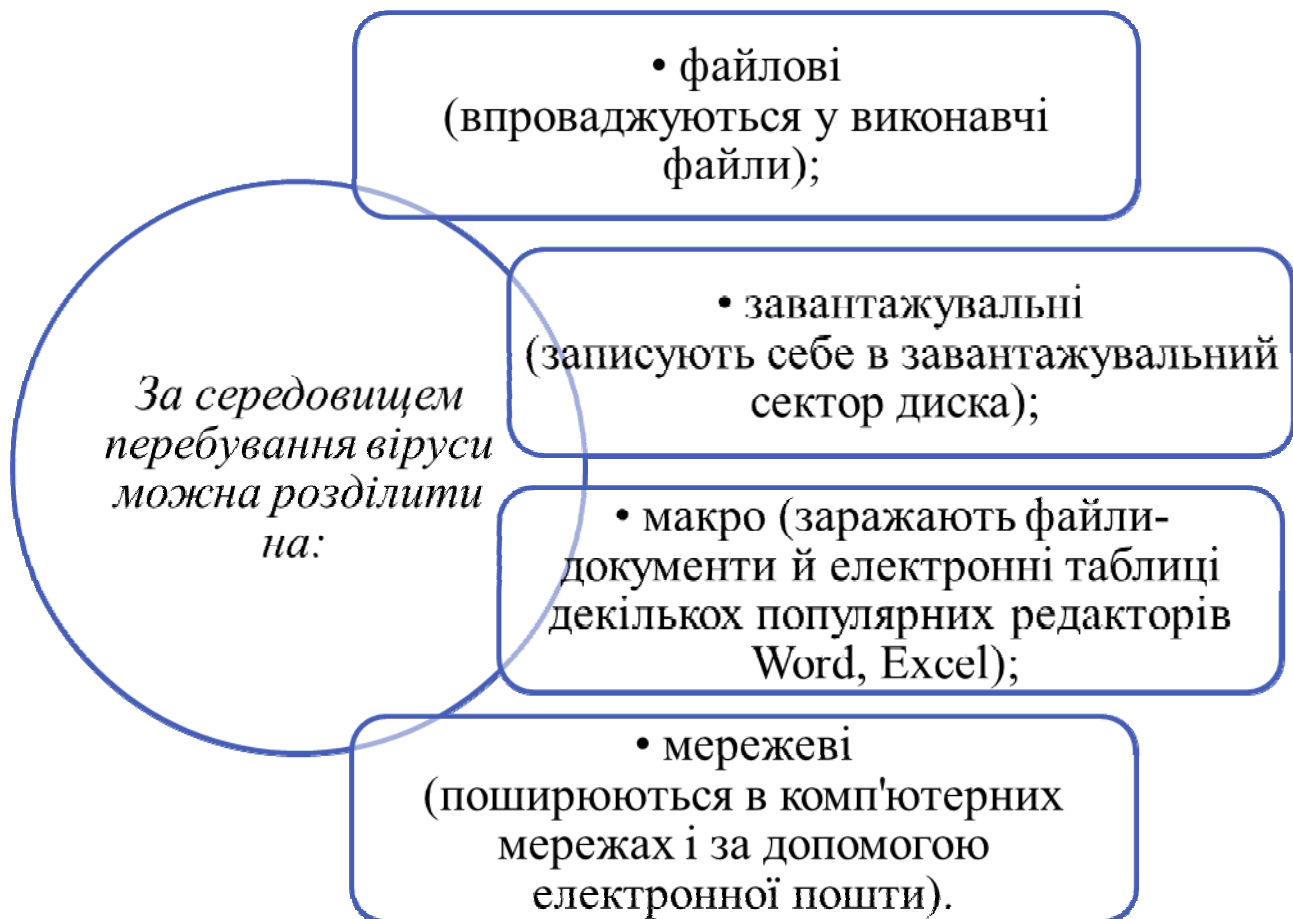 • файлові
(впроваджуються у виконавчі
файли);
• завантажувальні
(записують себе в завантажувальний
сектор диска);
За середовищем
перебування віруси
можна розділити
на:
• макро (заражають файли-
документи й електронні таблиці
декількох популярних редакторів
Word, Excel);
• мережеві
(поширюються в комп'ютерних
мережах і за допомогою
електронної пошти).